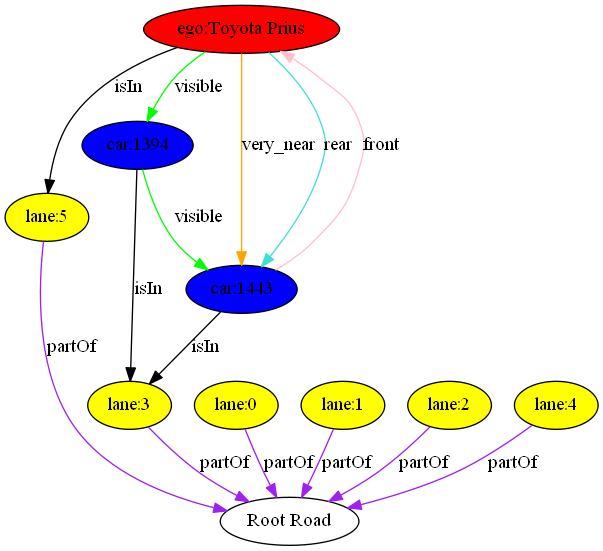 ego:Toyota Prius
isIn
visible
car:1394
very_near
rear
front
lane:5
visible
car:1443
isIn
partOf
isIn
lane:3
lane:0
lane:1
lane:2
lane:4
partOf
partOf
partOf
partOf
partOf
Root Road